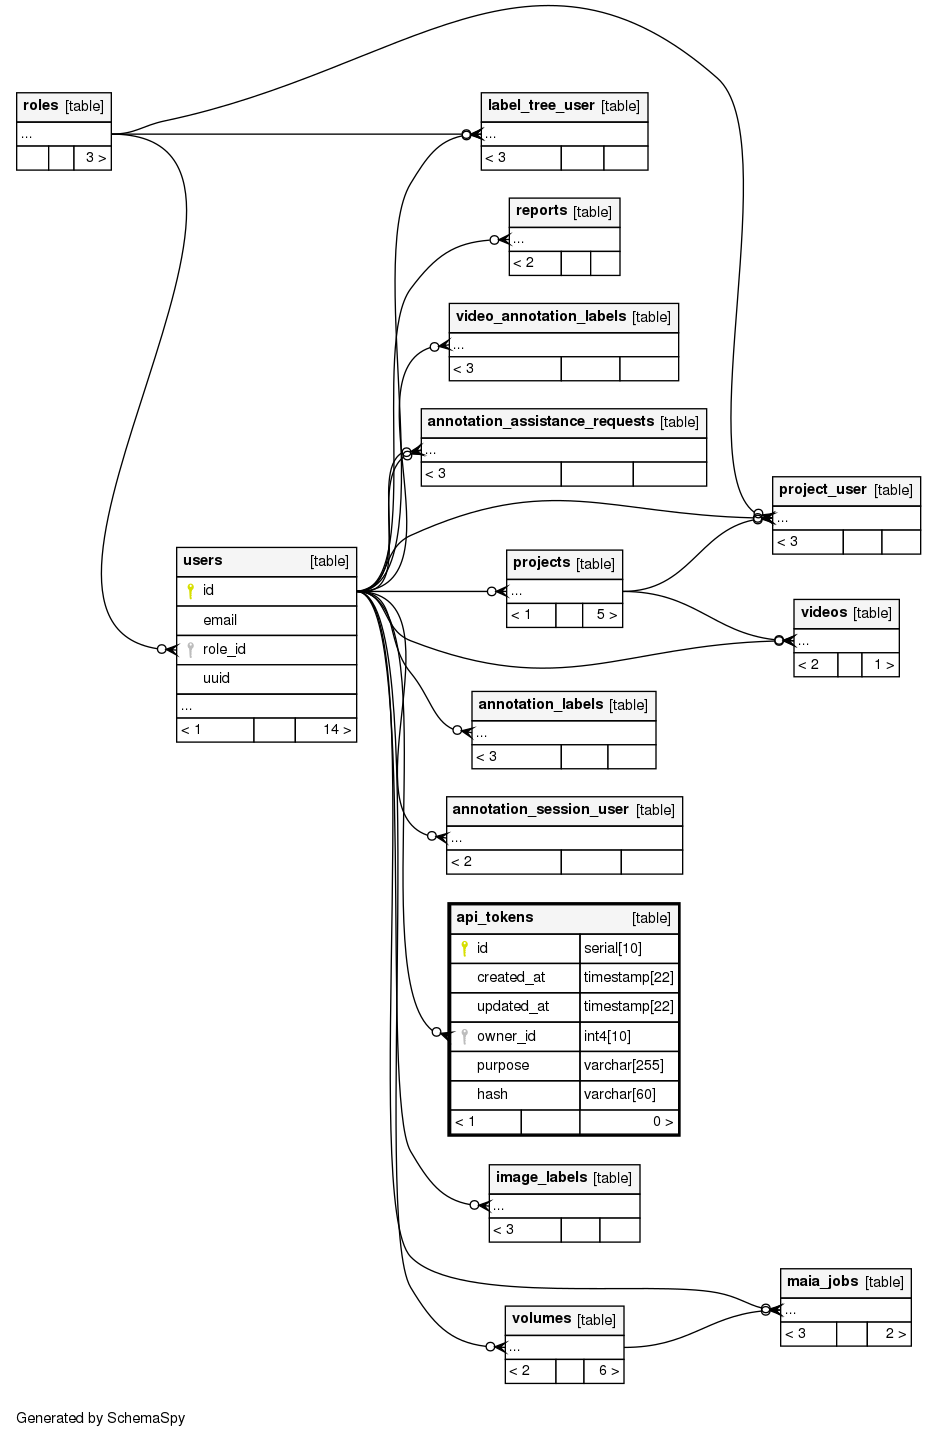 roles [table]
...
3 >
label_tree_user [table]
...
< 3
reports [table]
...
< 2
video_annotation_labels [table]
...
< 3
annotation_assistance_requests [table]
...
< 3
project_user [table]
...
< 3
users [table]
id
email
role_id
uuid
...
< 1 14 >
projects [table]
...
< 1 5 >
videos [table]
...
< 2 1 >
annotation_labels [table]
...
< 3
annotation_session_user [table]
...
< 2
api_tokens [table]
id serial[10]
created_at timestamp[22]
updated_at timestamp[22]
owner_id int4[10]
purpose varchar[255]
hash varchar[60]
< 1 0 >
image_labels [table]
...
< 3
maia_jobs [table]
...
< 3 2 >
volumes [table]
...
< 2 6 >
Generated by SchemaSpy